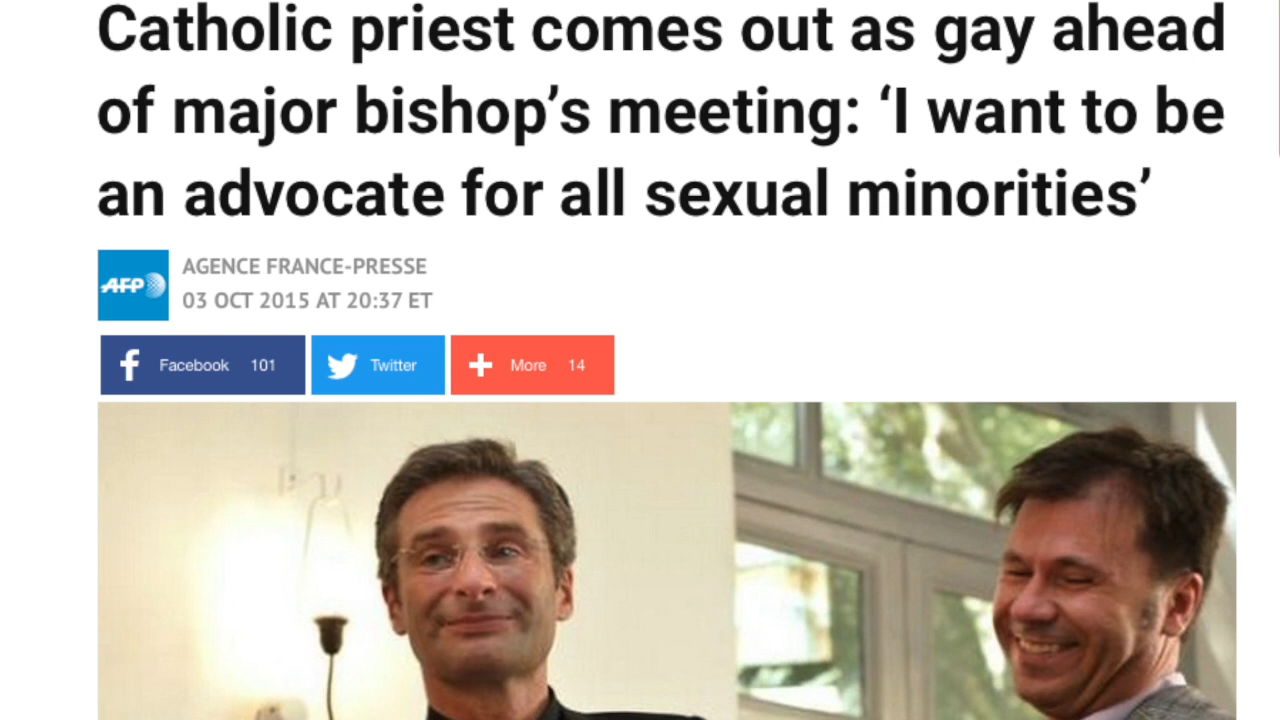 Catholic priest comes out as gay ahead
of major bishop’s meeting: ‘I want to be
an advocate for all sexual minorities’
AFP
AGENCE FRANCE-PRESSE
03 OCT 2015 AT 20:37 ET
Facebook 101
Twitter
More 14